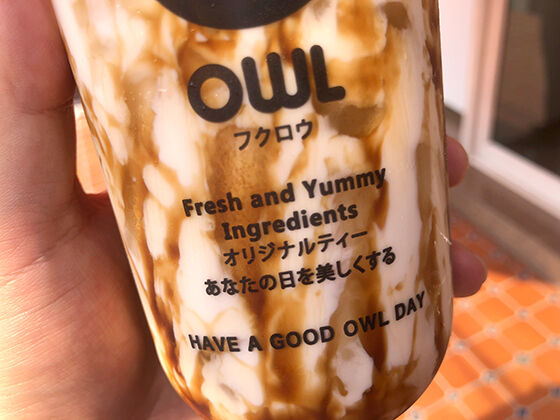 OWL
フクロウ
Fresh and Yummy
Ingredients
オリジナルティー
あなたの日を美しくする
HAVE A GOOD OWL DAY